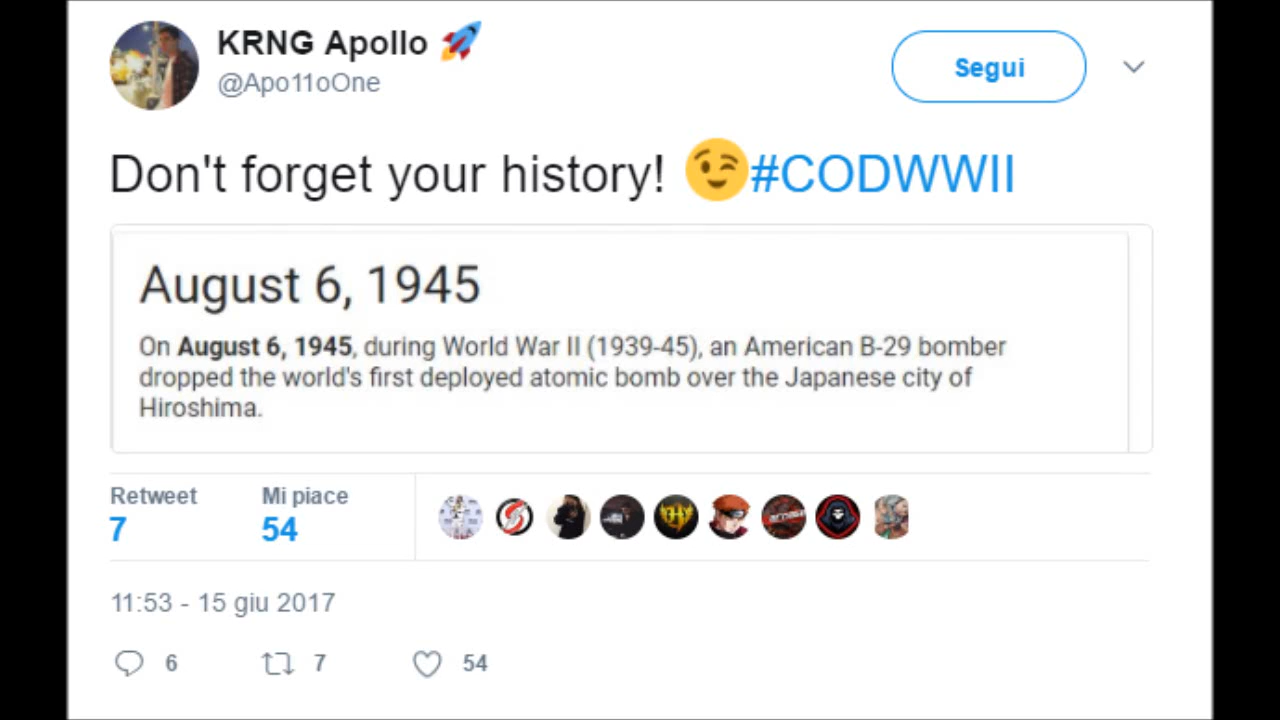 KRNG Apollo 🚀
@Apo11oOne
Segui
Don't forget your history! 😉#CODWWII
August 6, 1945
On August 6, 1945, during World War II (1939-45), an American B-29 bomber
dropped the world's first deployed atomic bomb over the Japanese city of
Hiroshima.
Retweet Mi piace
7 54
11:53 - 15 giu 2017
6 7 54